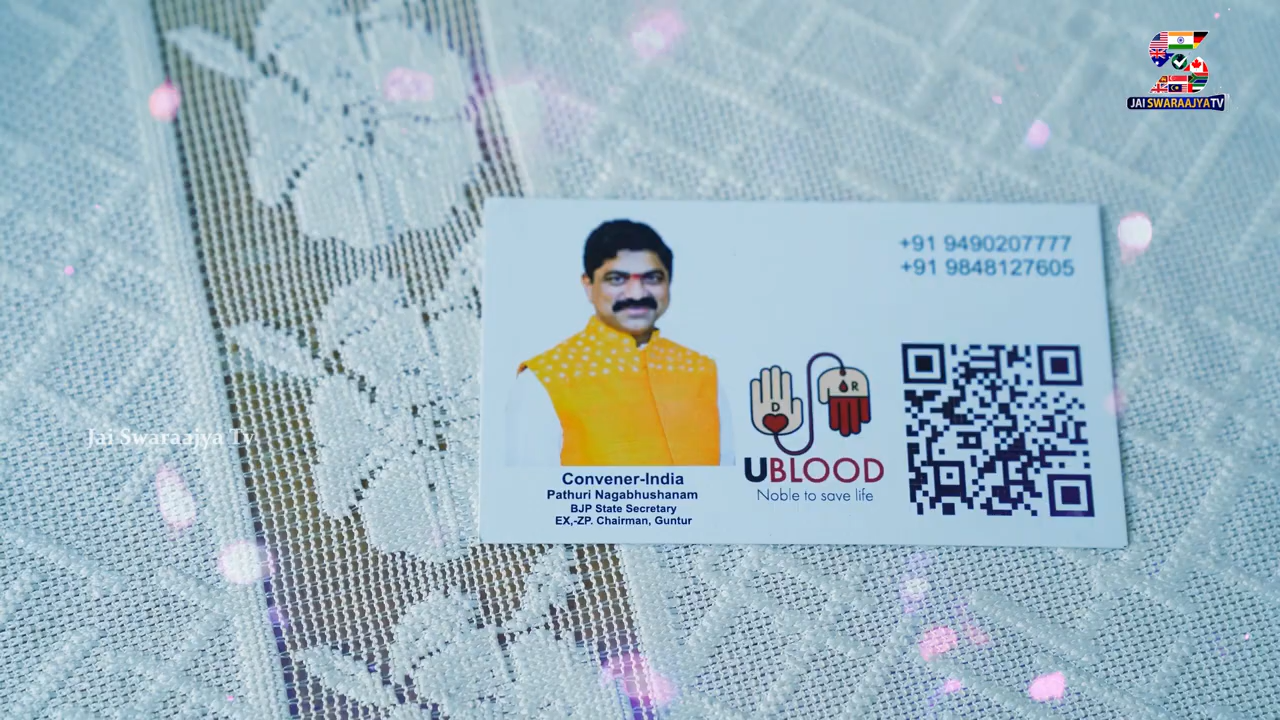 JAI SWARAAJYA TV
+91 9490207777
+91 9848127605
D
R
UBLOOD
Noble to save life
Convener-India
Pathuri Nagabhushanam
BJP State Secretary
EX,-ZP. Chairman, Guntur
Jai Swaraajya Tv